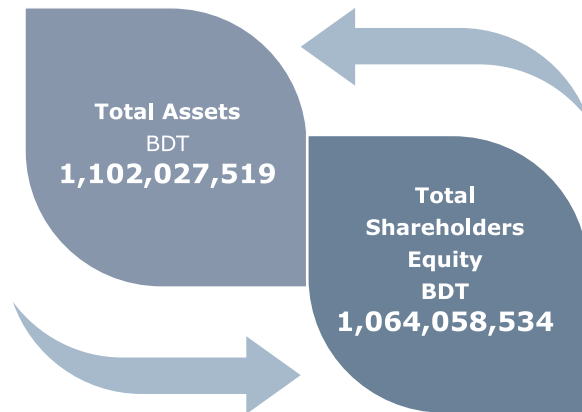 Total Assets
BDT
1,102,027,519
Total
Shareholders
Equity
BDT
1,064,058,534